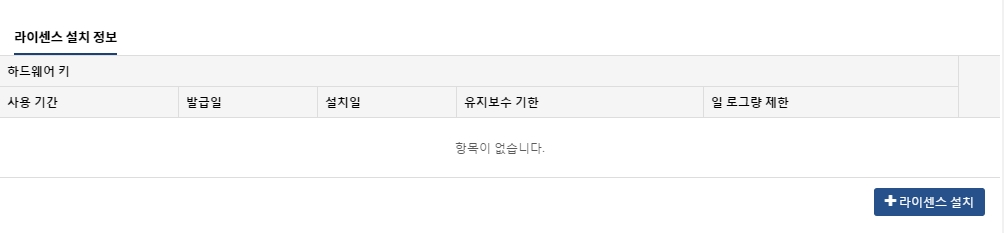 라이센스 설치 정보
하드웨어 키
사용 기간 발급일 설치일 유지보수 기한 일 로그량 제한
항목이 없습니다.
라이센스 설치